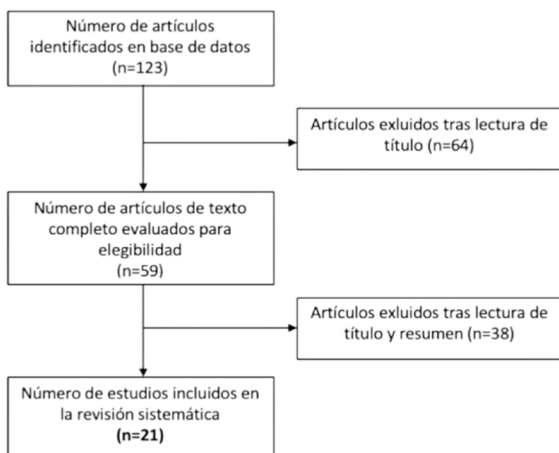 Número de artículos
identificados en base de datos
(n=123)
Artículos exluidos tras lectura de
título (n=64)
Número de artículos de texto
completo evaluados para
elegibilidad
(n=59)
Artículos exluidos tras lectura de
título y resumen (n=38)
Número de estudios incluidos en
la revisión sistemática
(n=21)